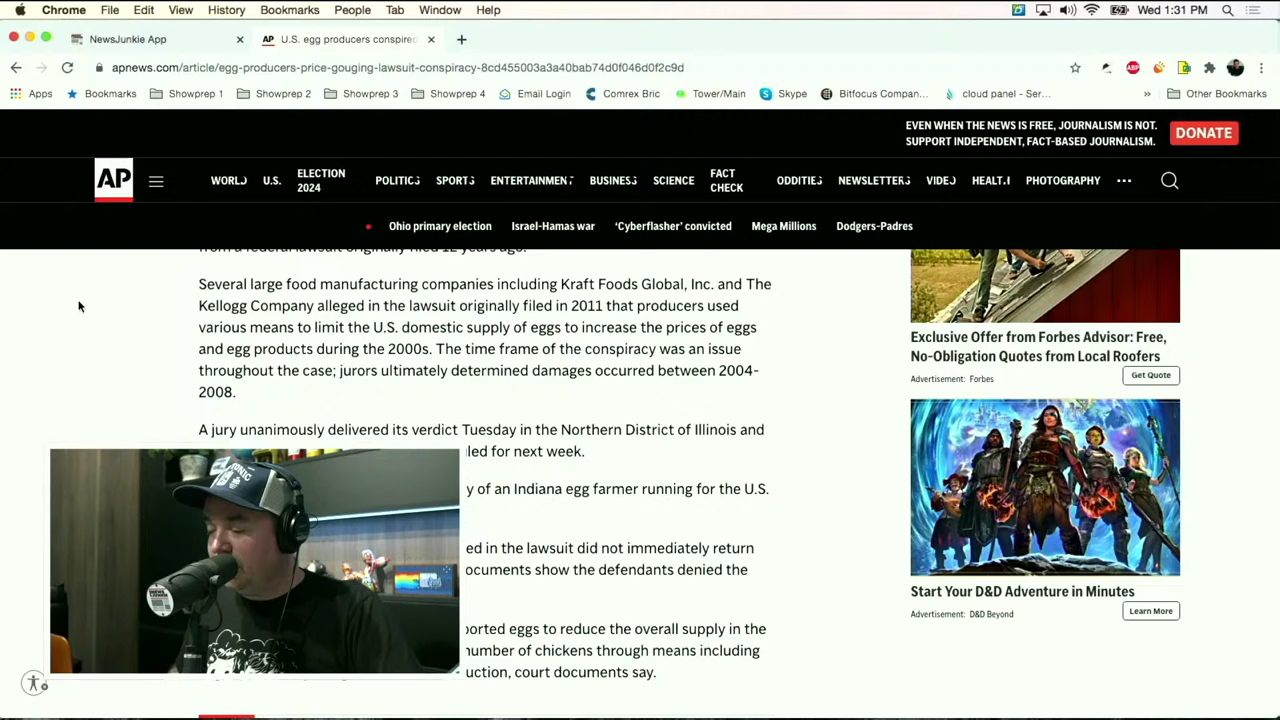 Chrome File Edit View History Bookmarks People Tab Window Help Wed 1:31 PM
NewsJunkie App U.S. egg producers conspired
apnews.com/article/egg-producers-price-gouging-lawsuit-conspiracy-8cd455003a3a40bab74d0f046d0f2c9d
Apps Bookmarks Showprep 1 Showprep 2 Showprep 3 Showprep 4 Email Login Comrex Bric Tower/Main Skype Bitfocus Compan... cloud panel - Ser... » Other Bookmarks
EVEN WHEN THE NEWS IS FREE, JOURNALISM IS NOT.
SUPPORT INDEPENDENT, FACT-BASED JOURNALISM.
DONATE
AP
WORLD U.S. ELECTION 2024 POLITICS SPORTS ENTERTAINMENT BUSINESS SCIENCE FACT CHECK ODDITIES NEWSLETTERS VIDEO HEALTH PHOTOGRAPHY ...
Ohio primary election Israel-Hamas war 'Cyberflasher' convicted Mega Millions Dodgers-Padres
from a federal lawsuit originally filed 12 years ago.
Several large food manufacturing companies including Kraft Foods Global, Inc. and The
Kellogg Company alleged in the lawsuit originally filed in 2011 that producers used
various means to limit the U.S. domestic supply of eggs to increase the prices of eggs
and egg products during the 2000s. The time frame of the conspiracy was an issue
throughout the case; jurors ultimately determined damages occurred between 2004-
2008.
A jury unanimously delivered its verdict Tuesday in the Northern District of Illinois and
led for next week.
y of an Indiana egg farmer running for the U.S.
ed in the lawsuit did not immediately return
ocuments show the defendants denied the
ported eggs to reduce the overall supply in the
number of chickens through means including
uction, court documents say.
Exclusive Offer from Forbes Advisor: Free,
No-Obligation Quotes from Local Roofers
Advertisement: Forbes
Get Quote
Start Your D&D Adventure in Minutes
Advertisement: D&D Beyond
Learn More